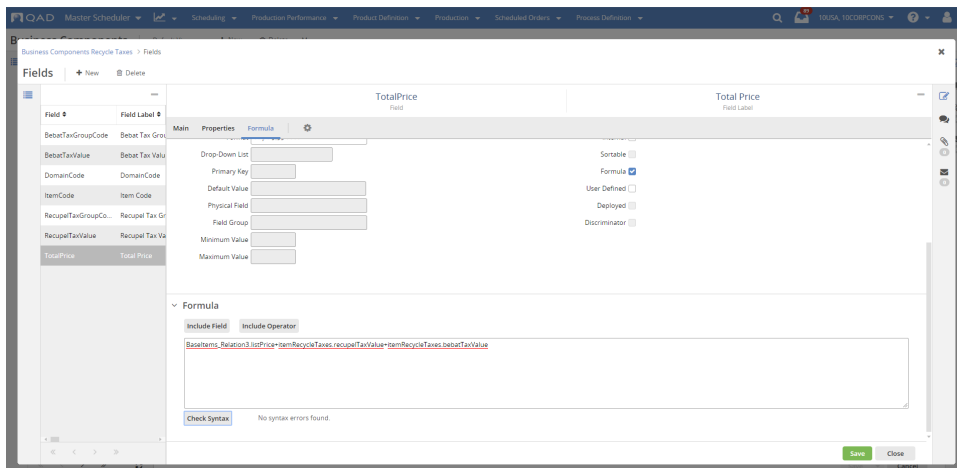 QAD Master Scheduler Scheduling Production Performance Product Definition Production Scheduled Orders Process Definition 10USA, 10CORPCONS
Business Components Recycle Taxes > Fields
Fields + New Delete
TotalPrice Total Price
Field Field Label
Field Field Label
Main Properties Formula
BebatTaxGroupCode Bebat Tax Grou
BebatTaxValue Bebat Tax Valu
DomainCode DomainCode
ItemCode Item Code
RecupelTaxGroupCo... Recupel Tax Gr
RecupelTaxValue Recupel Tax Va
TotalPrice Total Price
Drop-Down List Sortable
Primary Key Formula
Default Value User Defined
Physical Field Deployed
Field Group Discriminator
Minimum Value
Maximum Value
Formula
Include Field Include Operator
BaseItems_Relation3.listPrice+itemRecycleTaxes.recupelTaxValue+itemRecycleTaxes.bebatTaxValue
Check Syntax No syntax errors found.
Save Close
Cancel